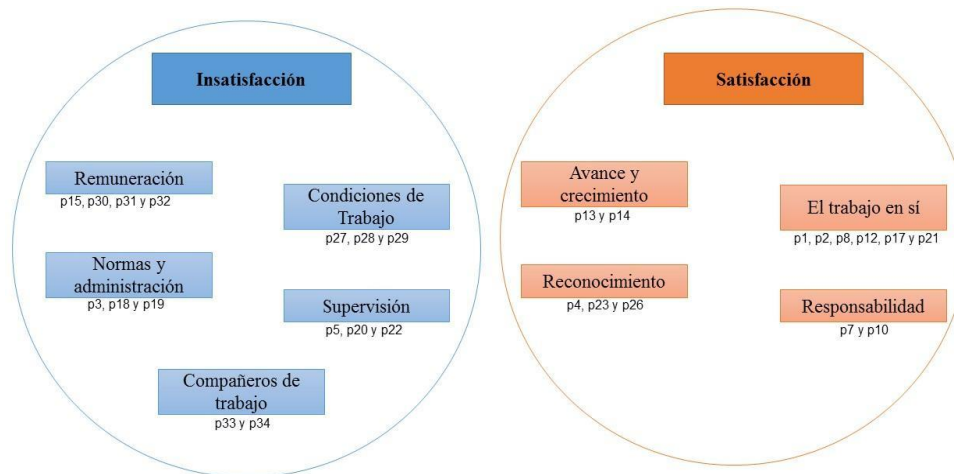 Insatisfacción
Remuneración
p15, p30, p31 y p32
Condiciones de
Trabajo
p27, p28 y p29
Normas y
administración
p3, p18 y p19
Supervisión
p5, p20 y p22
Compañeros de
trabajo
p33 y p34
Satisfacción
Avance y
crecimiento
p13 y p14
El trabajo en sí
p1, p2, p8, p12, p17 y p21
Reconocimiento
p4, p23 y p26
Responsabilidad
p7 y p10